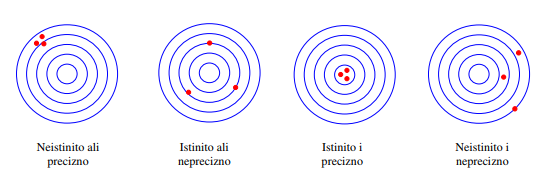 Neistinito ali
precizno
Istinito ali
neprecizno
Istinito i
precizno
Neistinito i
neprecizno